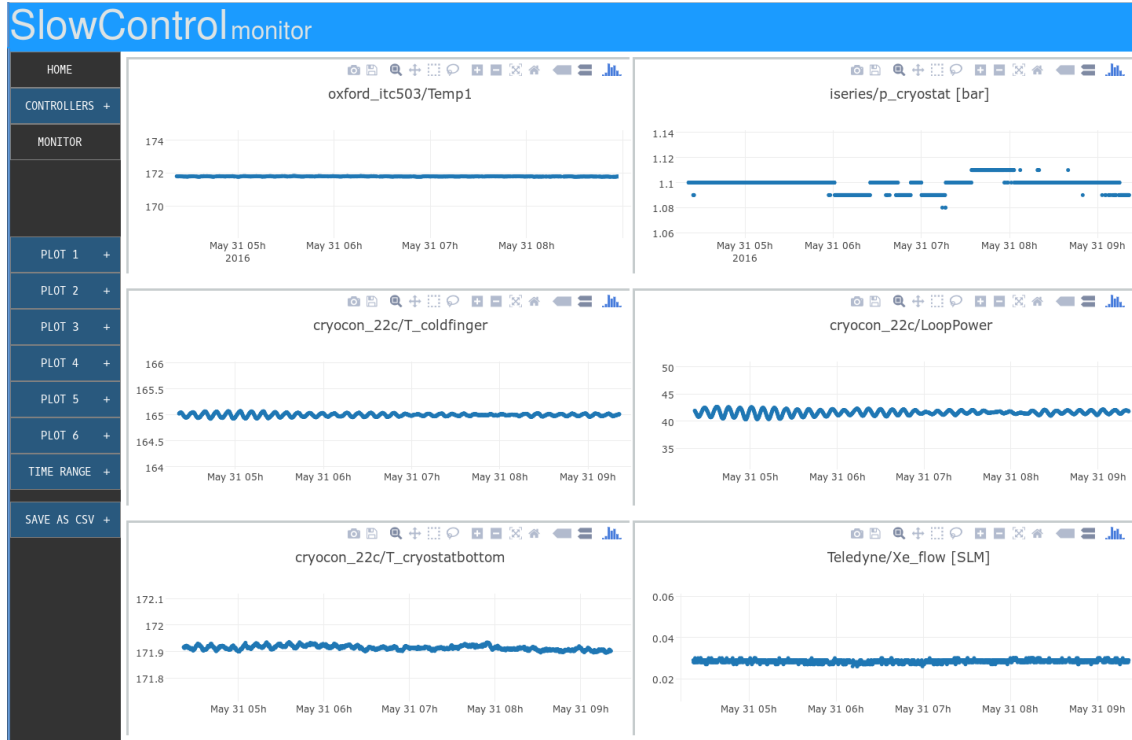 SlowControl monitor
HOME
CONTROLLERS +
MONITOR
PLOT 1 +
PLOT 2 +
PLOT 3 +
PLOT 4 +
PLOT 5 +
PLOT 6 +
TIME RANGE +
SAVE AS CSV +
oxford_itc503/Temp1
174
172
170
May 31 05h May 31 06h May 31 07h May 31 08h
2016
iseries/p_cryostat [bar]
1.14
1.12
1.1
1.08
1.06
May 31 05h May 31 06h May 31 07h May 31 08h May 31 09h
2016
cryocon_22c/T_coldfinger
166
165.5
165
164.5
164
May 31 05h May 31 06h May 31 07h May 31 08h May 31 09h
cryocon_22c/LoopPower
50
45
40
35
May 31 05h May 31 06h May 31 07h May 31 08h May 31 09h
cryocon_22c/T_cryostatbottom
172.1
172
171.9
171.8
May 31 05h May 31 06h May 31 07h May 31 08h May 31 09h
Teledyne/Xe_flow [SLM]
0.06
0.04
0.02
May 31 05h May 31 06h May 31 07h May 31 08h May 31 09h